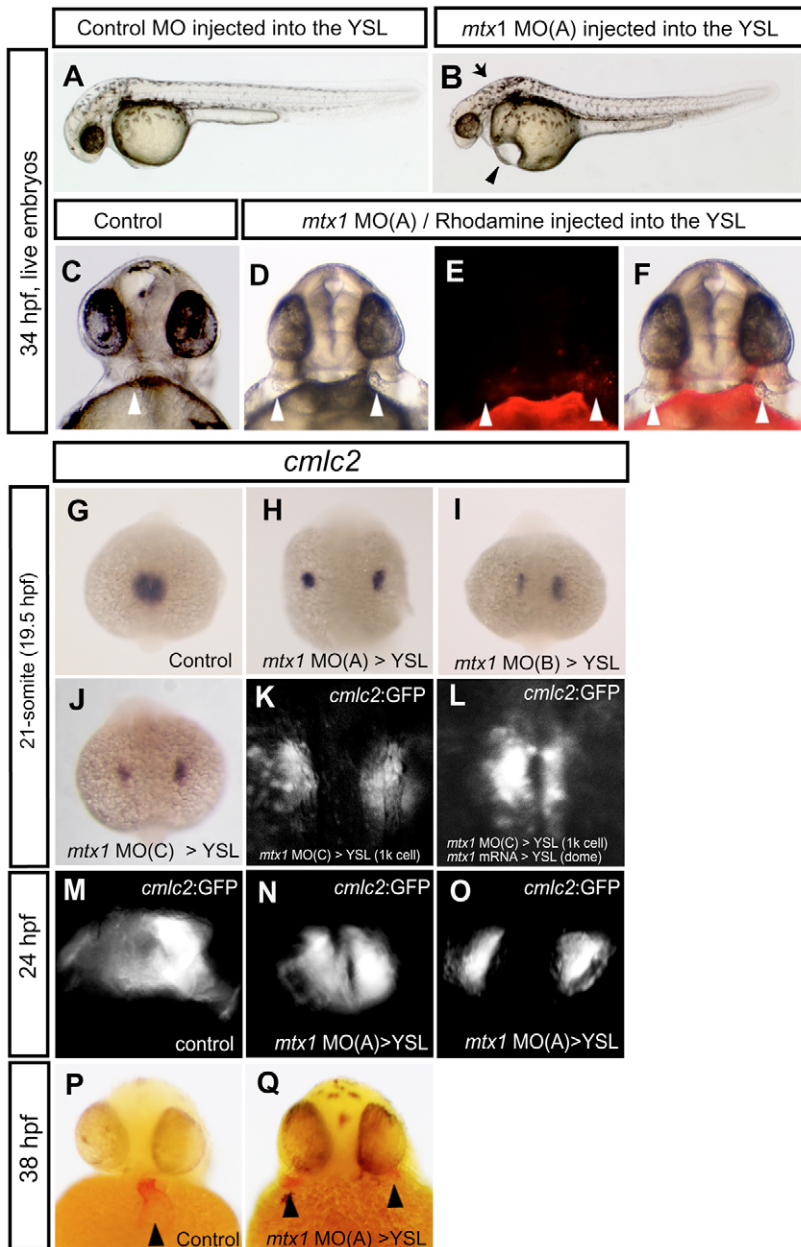 Control MO injected into the YSL
mtx1 MO(A) injected into the YSL
34 hpf, live embryos
A
B
Control
mtx1 MO(A) / Rhodamine injected into the YSL
C
D
E
F
cmlc2
21-somite (19.5 hpf)
G
Control
H
mtx1 MO(A) > YSL
I
mtx1 MO(B) > YSL
J
mtx1 MO(C) > YSL
K
cmlc2:GFP
mtx1 MO(C) > YSL (1k cell)
L
cmlc2:GFP
mtx1 MO(C) > YSL (1k cell)
mtx1 mRNA > YSL (dome)
24 hpf
M
cmlc2:GFP
control
N
cmlc2:GFP
mtx1 MO(A)>YSL
O
cmlc2:GFP
mtx1 MO(A)>YSL
38 hpf
P
Control
Q
mtx1 MO(A)>YSL